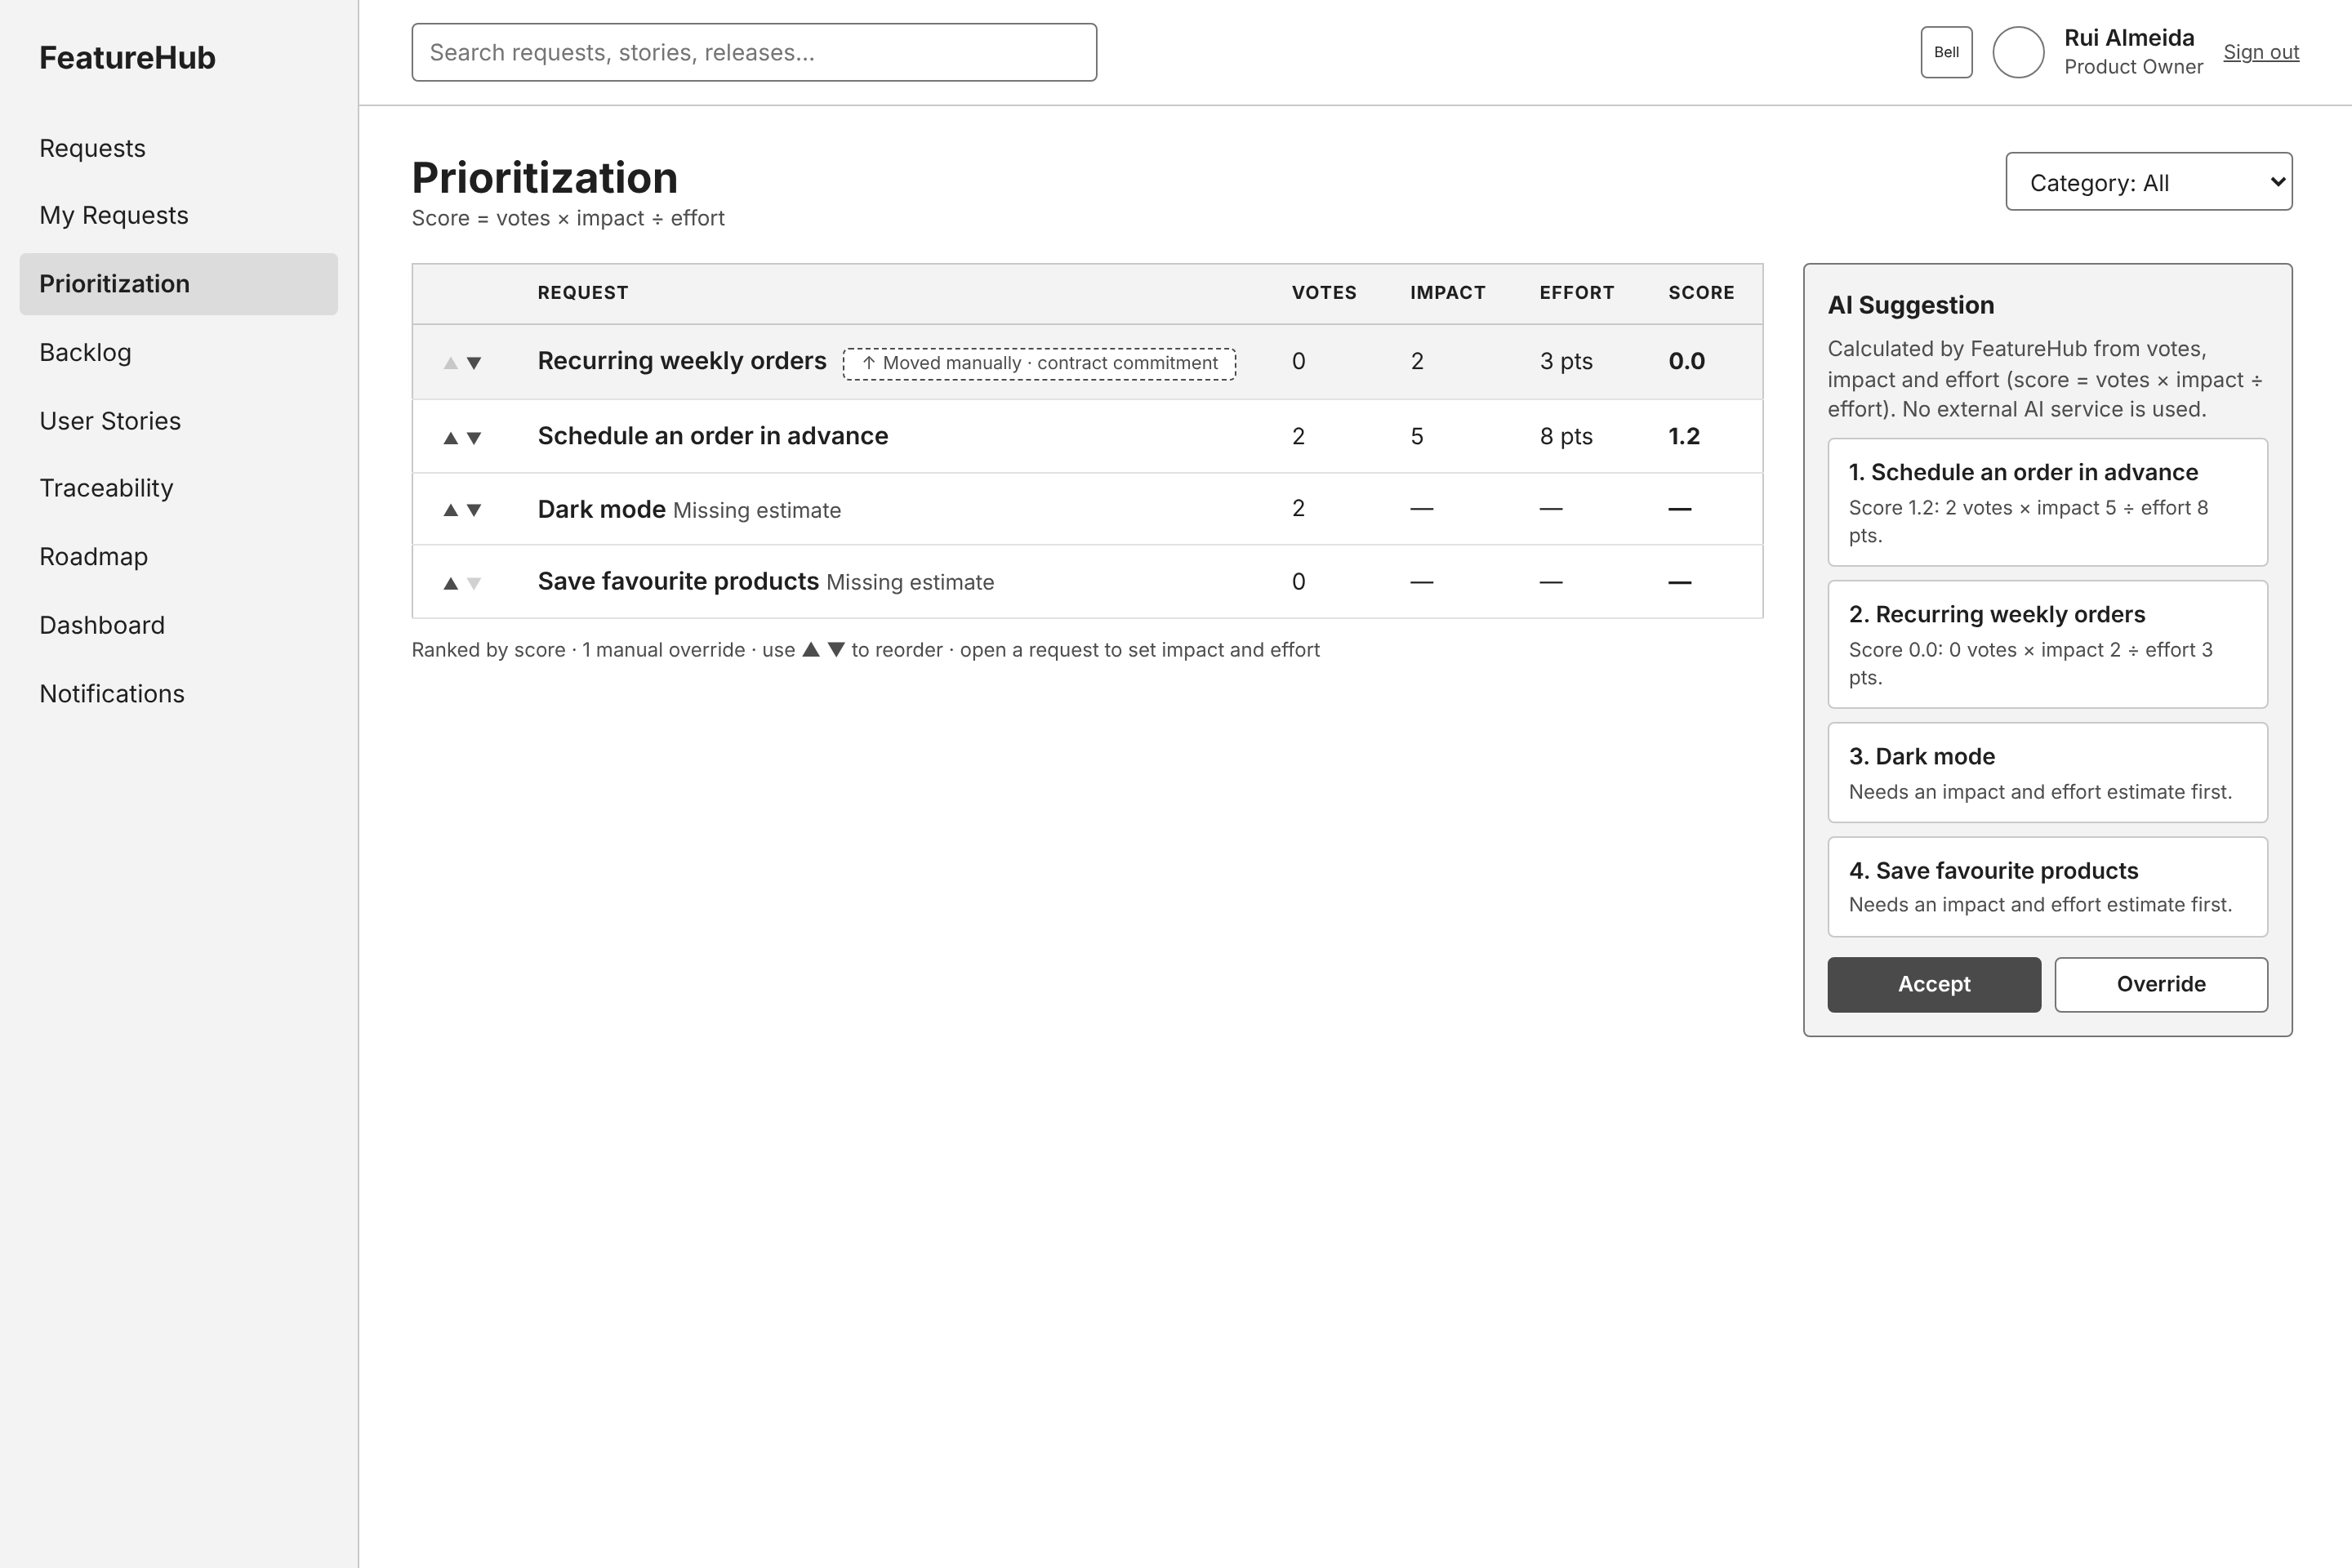 FeatureHub
Requests
My Requests
Prioritization
Backlog
User Stories
Traceability
Roadmap
Dashboard
Notifications
Search requests, stories, releases...
Bell
Rui Almeida
Product Owner
Sign out
Prioritization
Score = votes × impact ÷ effort
Category: All
REQUEST VOTES IMPACT EFFORT SCORE
▲ ▼ Recurring weekly orders ↑ Moved manually · contract commitment 0 2 3 pts 0.0
▲ ▼ Schedule an order in advance 2 5 8 pts 1.2
▲ ▼ Dark mode Missing estimate 2 — — —
▲ ▼ Save favourite products Missing estimate 0 — — —
Ranked by score · 1 manual override · use ▲ ▼ to reorder · open a request to set impact and effort
AI Suggestion
Calculated by FeatureHub from votes,
impact and effort (score = votes × impact ÷
effort). No external AI service is used.
1. Schedule an order in advance
Score 1.2: 2 votes × impact 5 ÷ effort 8
pts.
2. Recurring weekly orders
Score 0.0: 0 votes × impact 2 ÷ effort 3
pts.
3. Dark mode
Needs an impact and effort estimate first.
4. Save favourite products
Needs an impact and effort estimate first.
Accept
Override